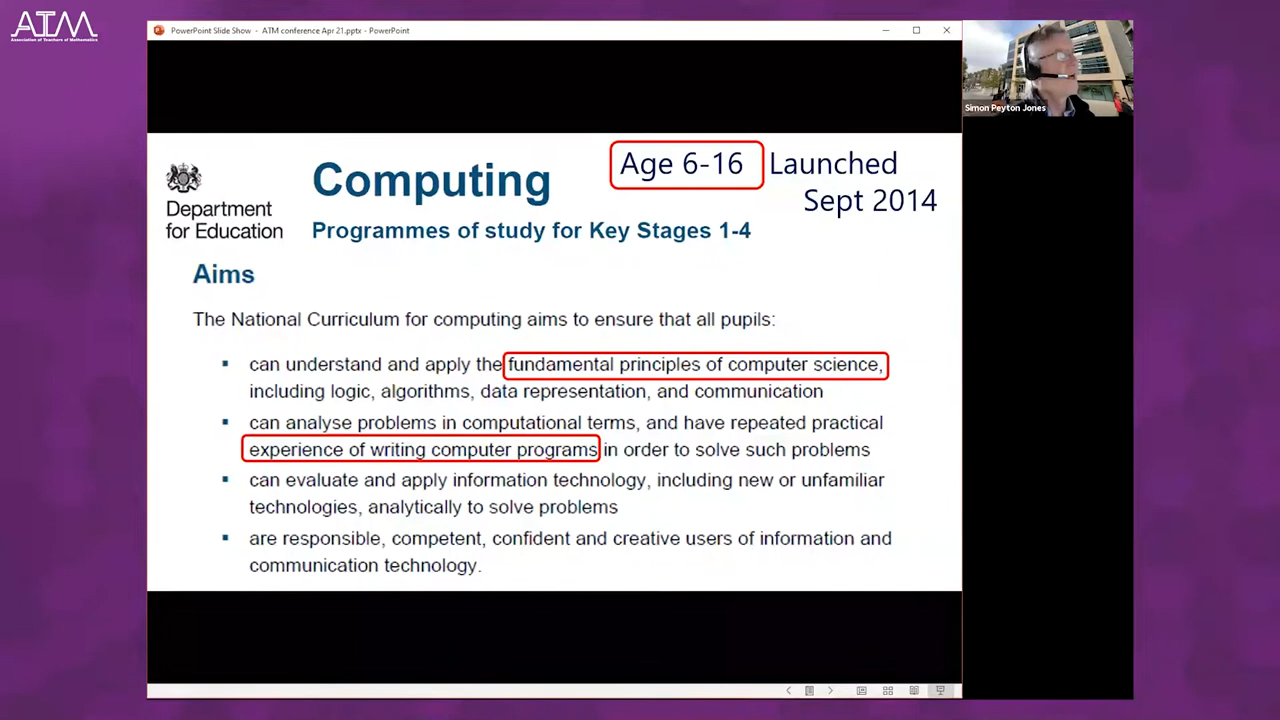 ATM
Association of Teachers of Mathematics
PowerPoint Slide Show - ATM conference Apr 21.pptx - PowerPoint
Simon Peyton Jones
Department
for Education
Computing
Age 6-16 Launched
Sept 2014
Programmes of study for Key Stages 1-4
Aims
The National Curriculum for computing aims to ensure that all pupils:
▪ can understand and apply the fundamental principles of computer science,
including logic, algorithms, data representation, and communication
▪ can analyse problems in computational terms, and have repeated practical
experience of writing computer programs in order to solve such problems
▪ can evaluate and apply information technology, including new or unfamiliar
technologies, analytically to solve problems
▪ are responsible, competent, confident and creative users of information and
communication technology.